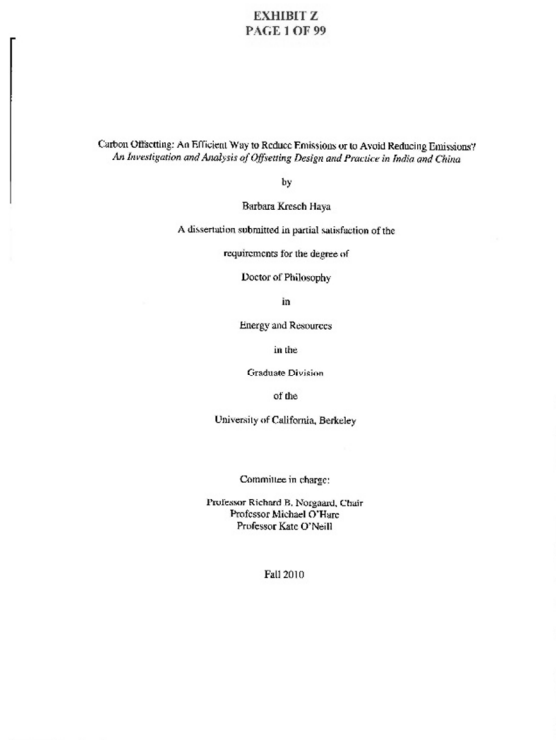 EXHIBIT Z
PAGE 1 OF 99
Carbon Offsetting: An Efficient Way to Reduce Emissions or to Avoid Reducing Emissions?
An Investigation and Analysis of Offsetting Design and Practice in India and China
by
Barbara Kresch Haya
A dissertation submitted in partial satisfaction of the
requirements for the degree of
Doctor of Philosophy
in
Energy and Resources
in the
Graduate Division
of the
University of California, Berkeley
Committee in charge:
Professor Richard B. Norgaard, Chair
Professor Michael O'Hare
Professor Kate O'Neill
Fall 2010